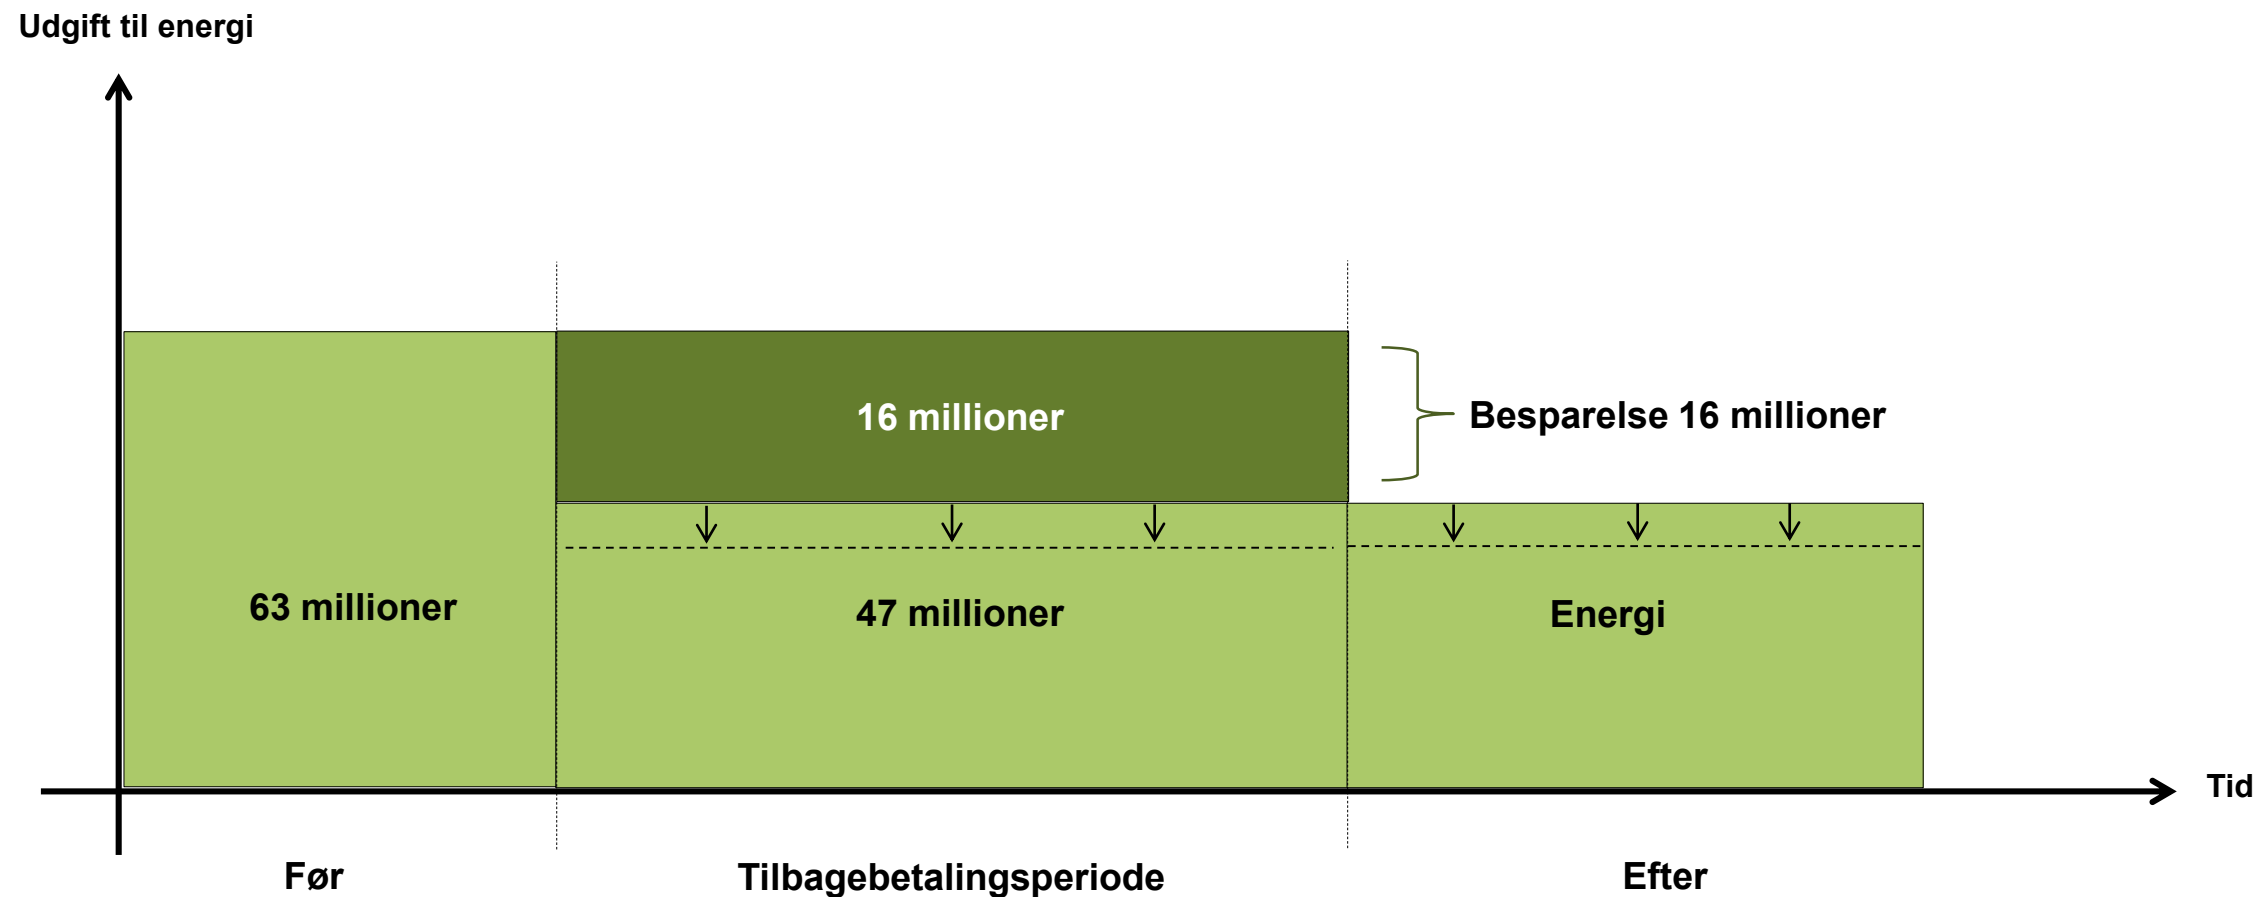 Udgift til energi
16 millioner
Besparelse 16 millioner
63 millioner
47 millioner
Energi
Tid
Før
Tilbagebetalingsperiode
Efter